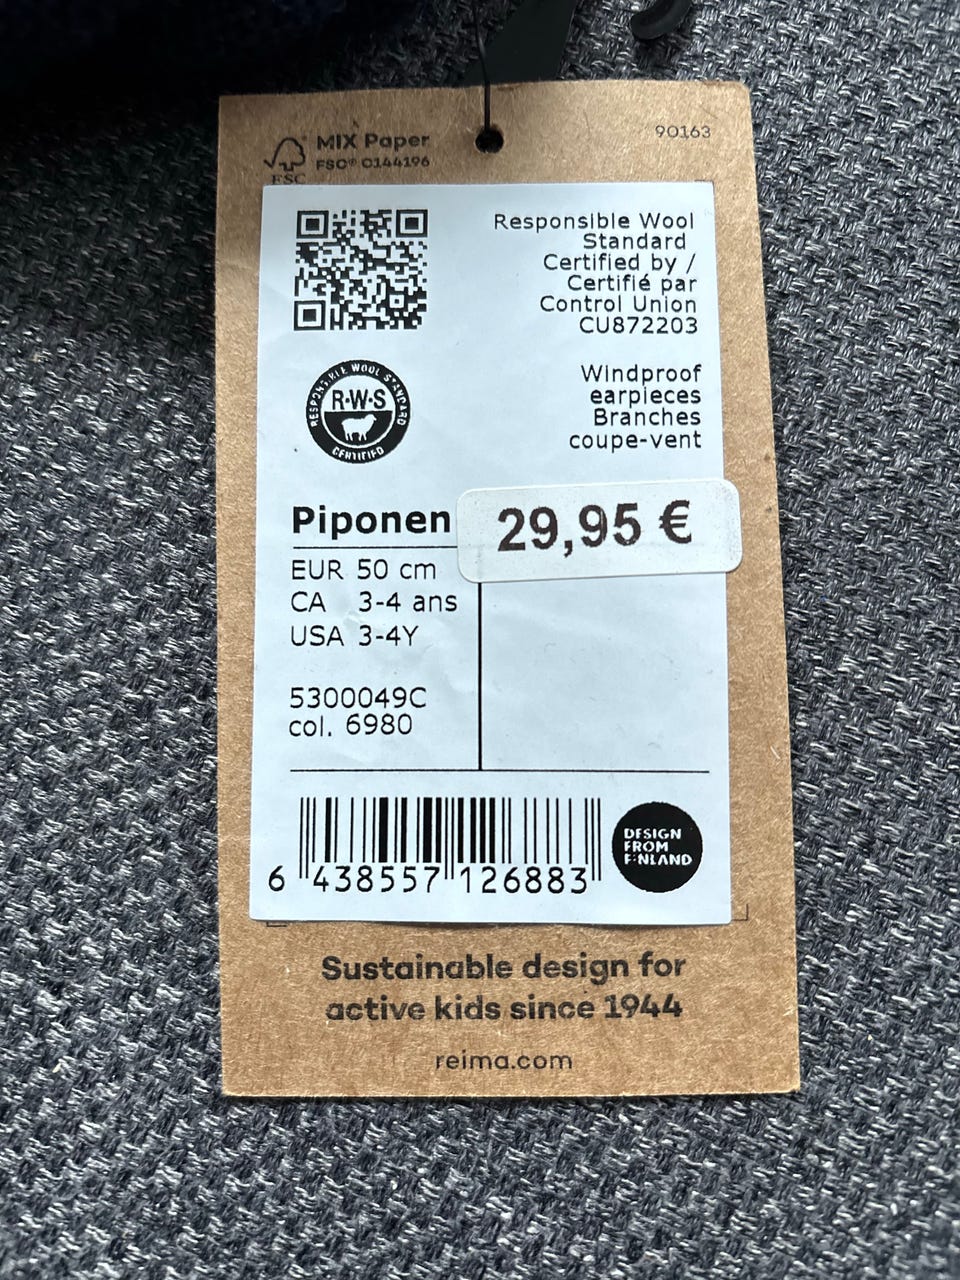 MIX Paper
FSC® C144196
FSC
90163
Responsible Wool
Standard
Certified by /
Certifié par
Control Union
CU872203
RESPONSIBLE WOOL STANDARD
R·W·S
CERTIFIED
Windproof
earpieces
Branches
coupe-vent
Piponen
29,95 €
EUR 50 cm
CA 3-4 ans
USA 3-4Y
5300049C
col. 6980
6 438557 126883
DESIGN
FROM
FINLAND
Sustainable design for
active kids since 1944
reima.com